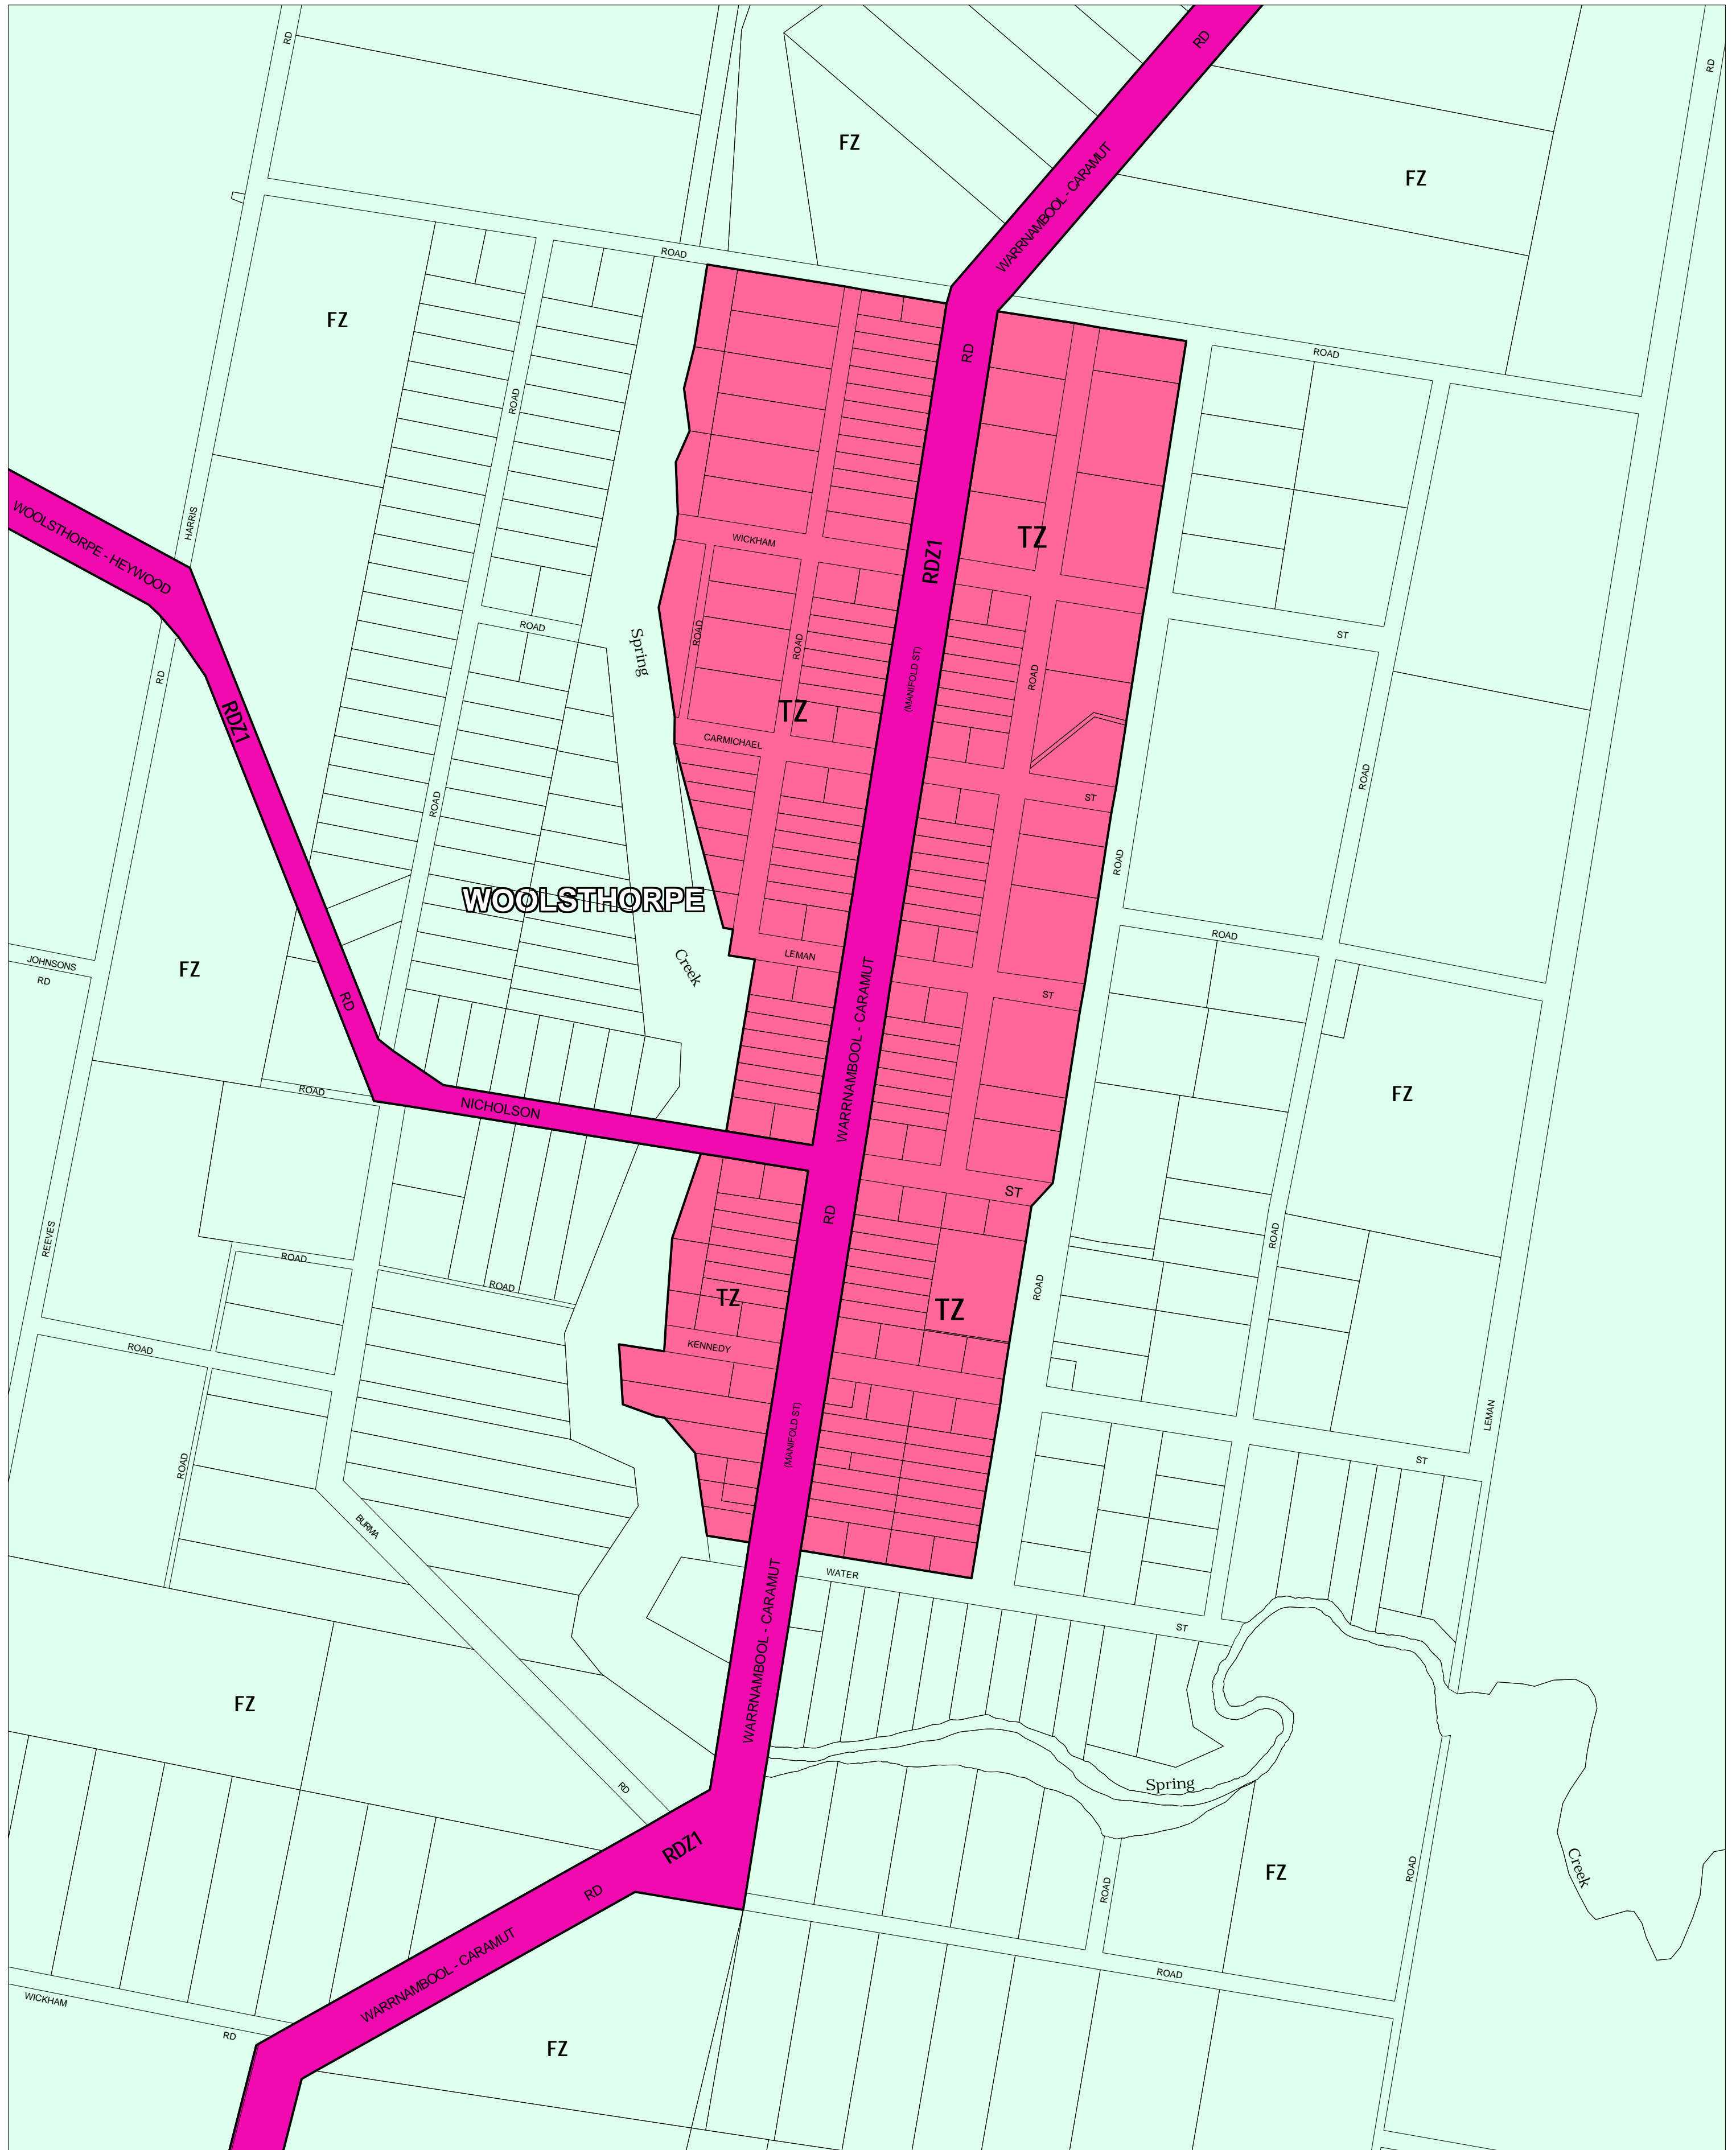 RD
RD
RD
FZ
WARRNAMBOOL - CARAMUT
FZ
ROAD
FZ
RD
ROAD
ROAD
HARRIS
WOOLSTHORPE - HEYWOOD
WICKHAM
TZ
RDZ1
ROAD
Spring
ROAD
ROAD
ST
RD
RDZ1
(MANIFOLD ST)
ROAD
TZ
CARMICHAEL
ROAD
ROAD
ST
ROAD
WOOLSTHORPE
ROAD
JOHNSONS
RD
FZ
Creek
LEMAN
RD
ST
WARRNAMBOOL - CARAMUT
ROAD
NICHOLSON
FZ
ST
RD
REEVES
ROAD
ROAD
ROAD
ROAD
TZ
TZ
ROAD
KENNEDY
(MANIFOLD ST)
LEMAN
ROAD
ST
BURMA
WATER
WARRNAMBOOL - CARAMUT
ST
FZ
RD
Spring
RDZ1
FZ
ROAD
ROAD
Creek
RD
WARRNAMBOOL - CARAMUT
ROAD
WICKHAM
RD
FZ